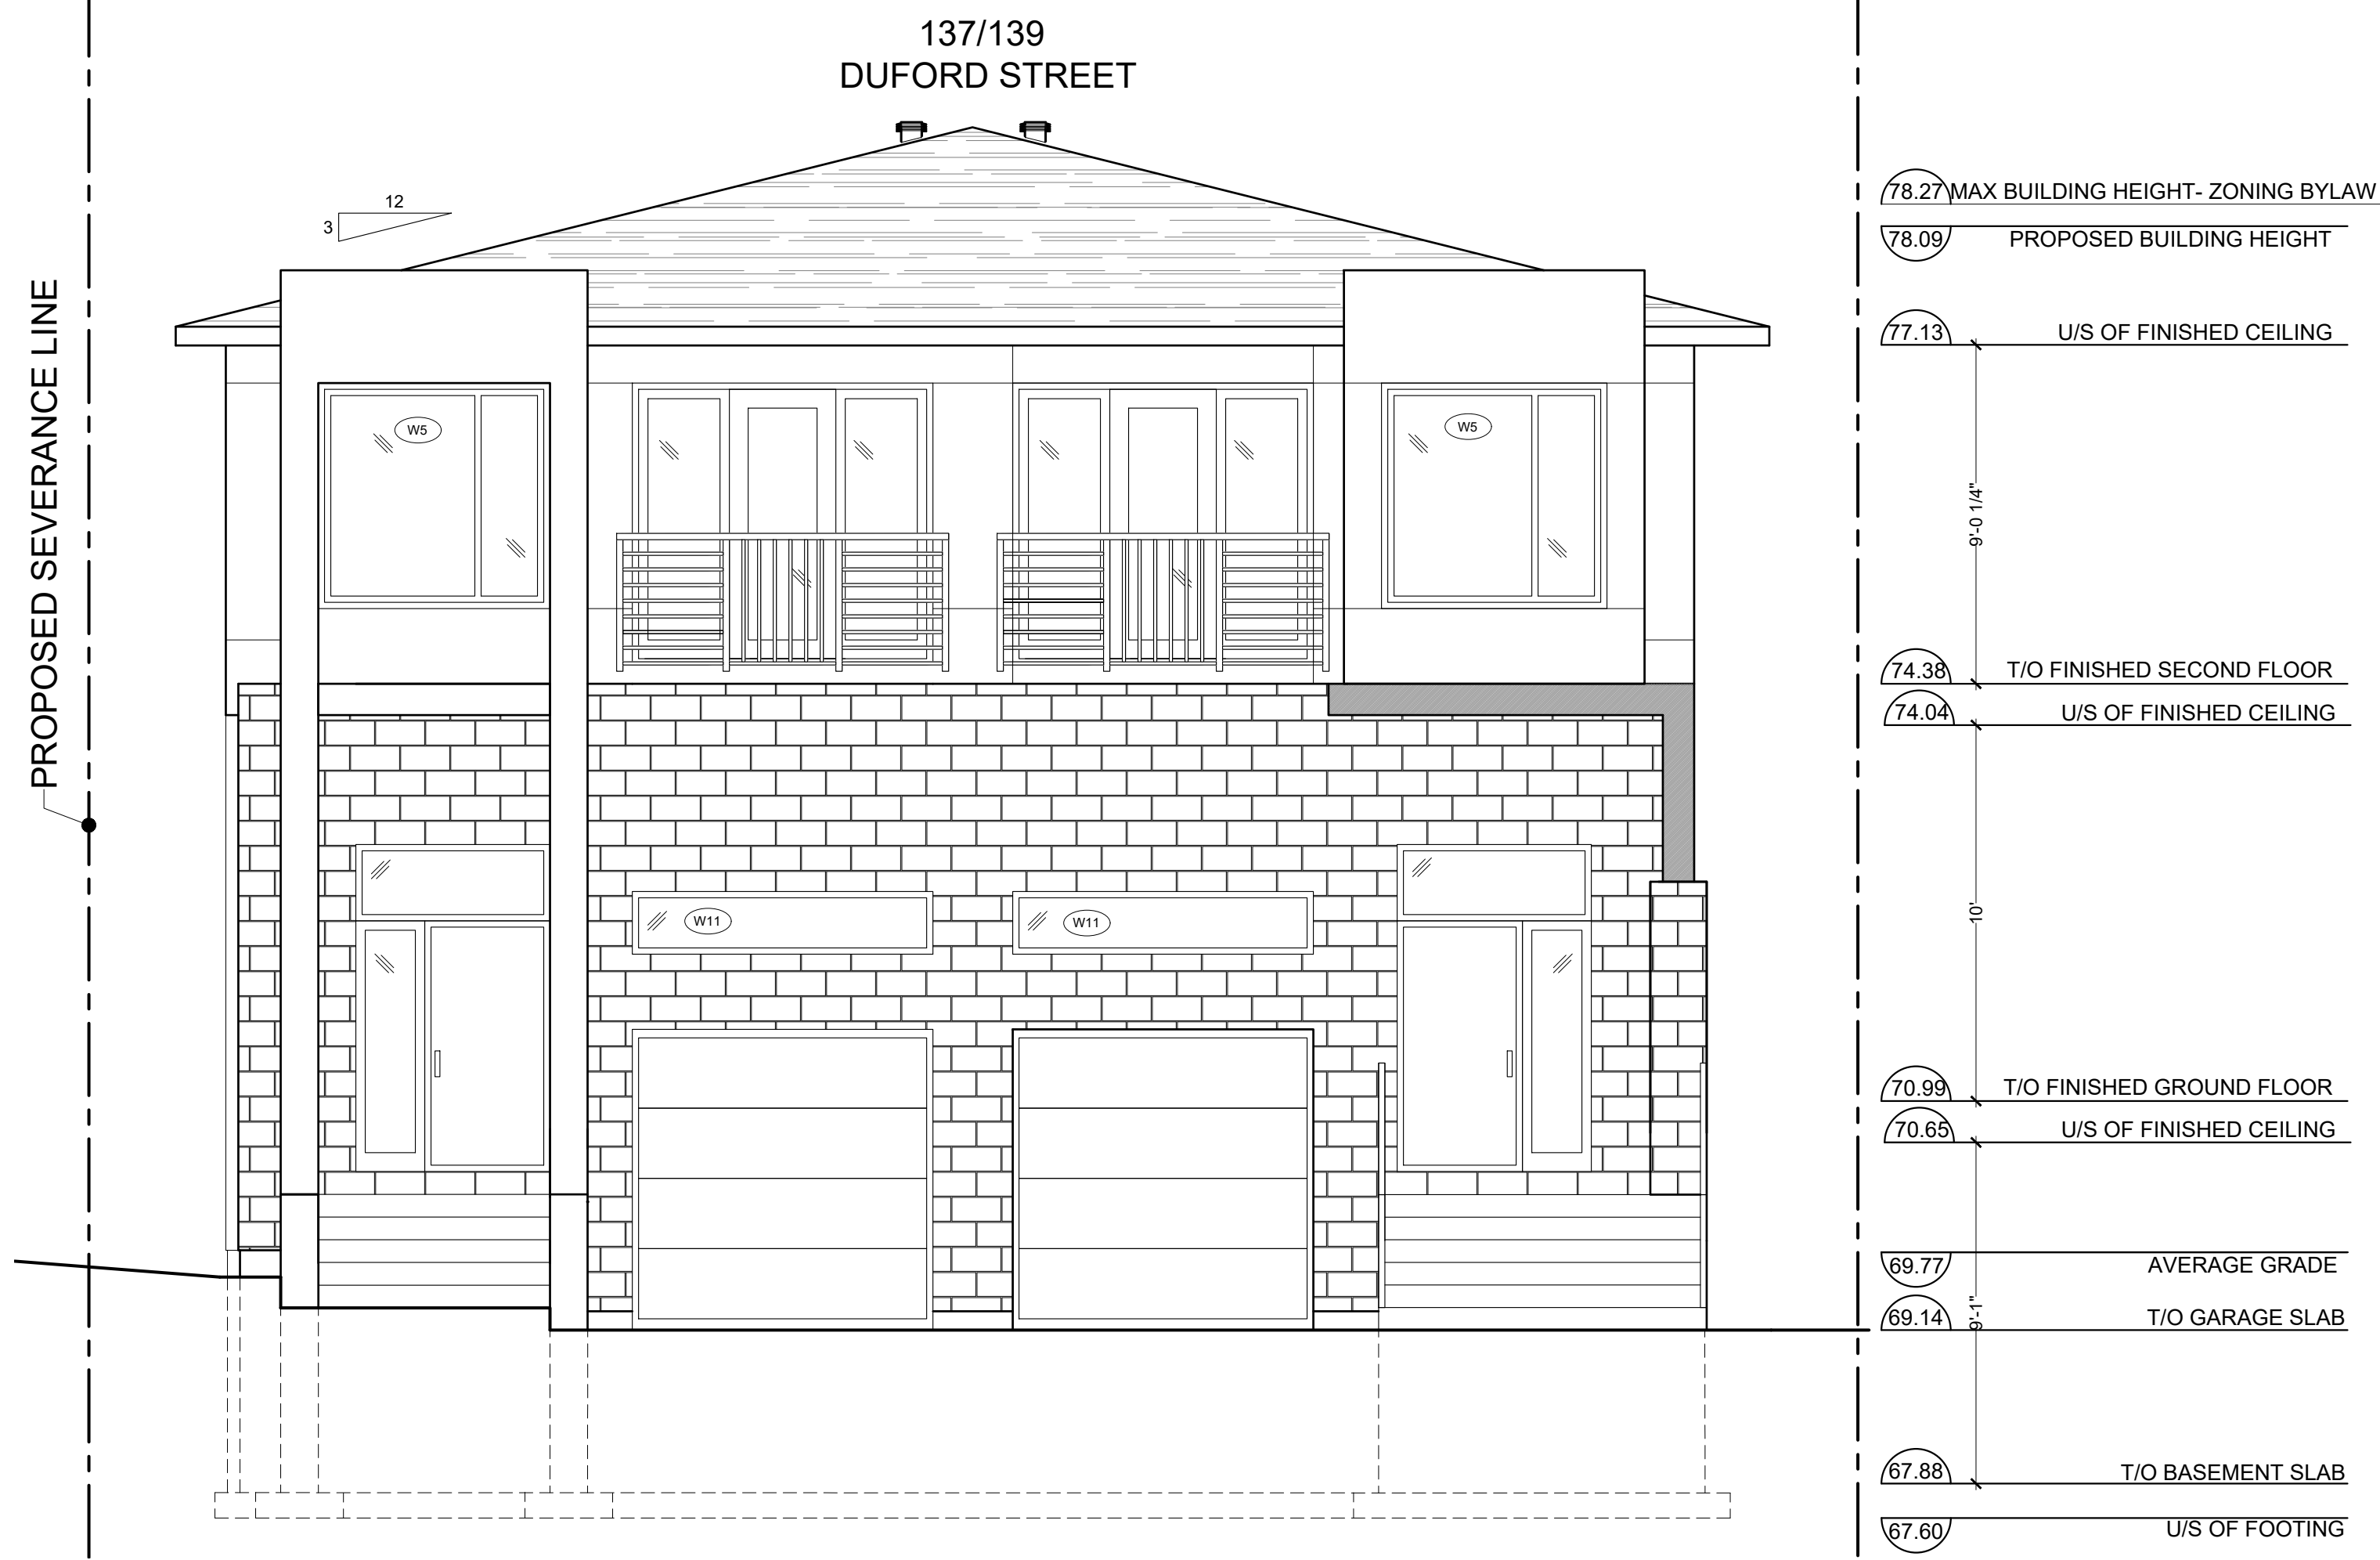 137/139
DUFORD STREET
12
3
PROPOSED SEVERANCE LINE
78.27 MAX BUILDING HEIGHT- ZONING BYLAW
78.09 PROPOSED BUILDING HEIGHT
77.13 U/S OF FINISHED CEILING
W5
W5
9'-0 1/4"
74.38 T/O FINISHED SECOND FLOOR
74.04 U/S OF FINISHED CEILING
W11
W11
10'
70.99 T/O FINISHED GROUND FLOOR
70.65 U/S OF FINISHED CEILING
69.77 AVERAGE GRADE
9'-1"
69.14 T/O GARAGE SLAB
67.88 T/O BASEMENT SLAB
67.60 U/S OF FOOTING